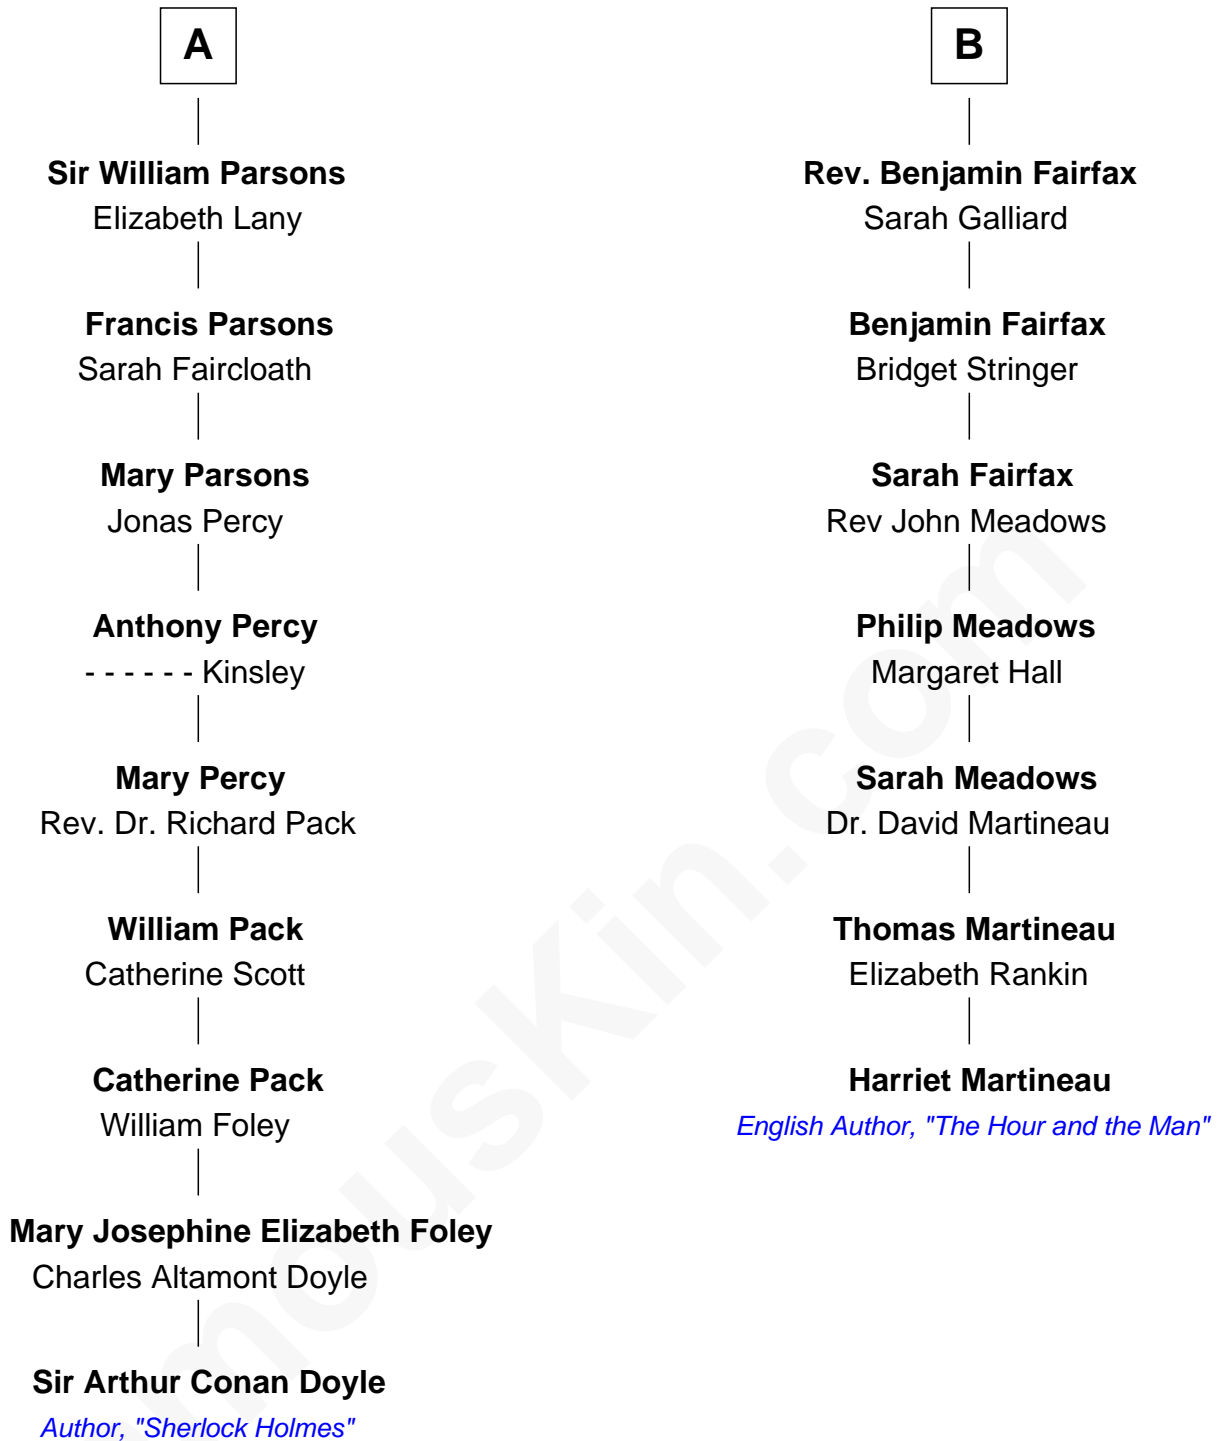 A
Sir William Parsons
Elizabeth Lany
Francis Parsons
Sarah Faircloath
Mary Parsons
Jonas Percy
Anthony Percy
- - - - - - Kinsley
Mary Percy
Rev. Dr. Richard Pack
William Pack
Catherine Scott
Catherine Pack
William Foley
Mary Josephine Elizabeth Foley
Charles Altamont Doyle
Sir Arthur Conan Doyle
Author, "Sherlock Holmes"
B
Rev. Benjamin Fairfax
Sarah Galliard
Benjamin Fairfax
Bridget Stringer
Sarah Fairfax
Rev John Meadows
Philip Meadows
Margaret Hall
Sarah Meadows
Dr. David Martineau
Thomas Martineau
Elizabeth Rankin
Harriet Martineau
English Author, "The Hour and the Man"
mouskin.com